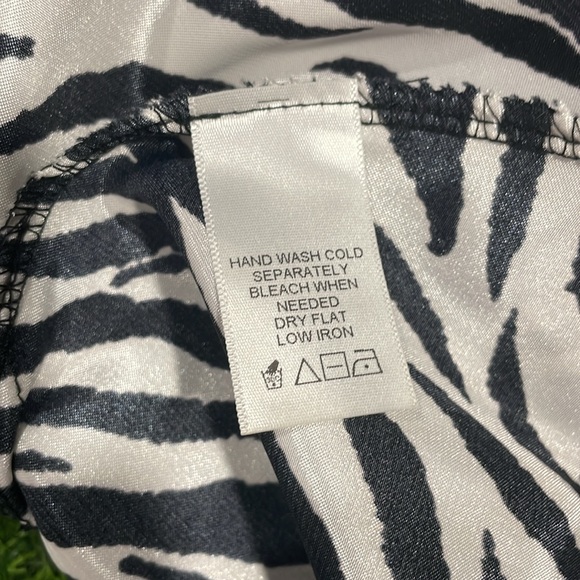 HAND WASH COLD
SEPARATELY
BLEACH WHEN
NEEDED
DRY FLAT
LOW IRON